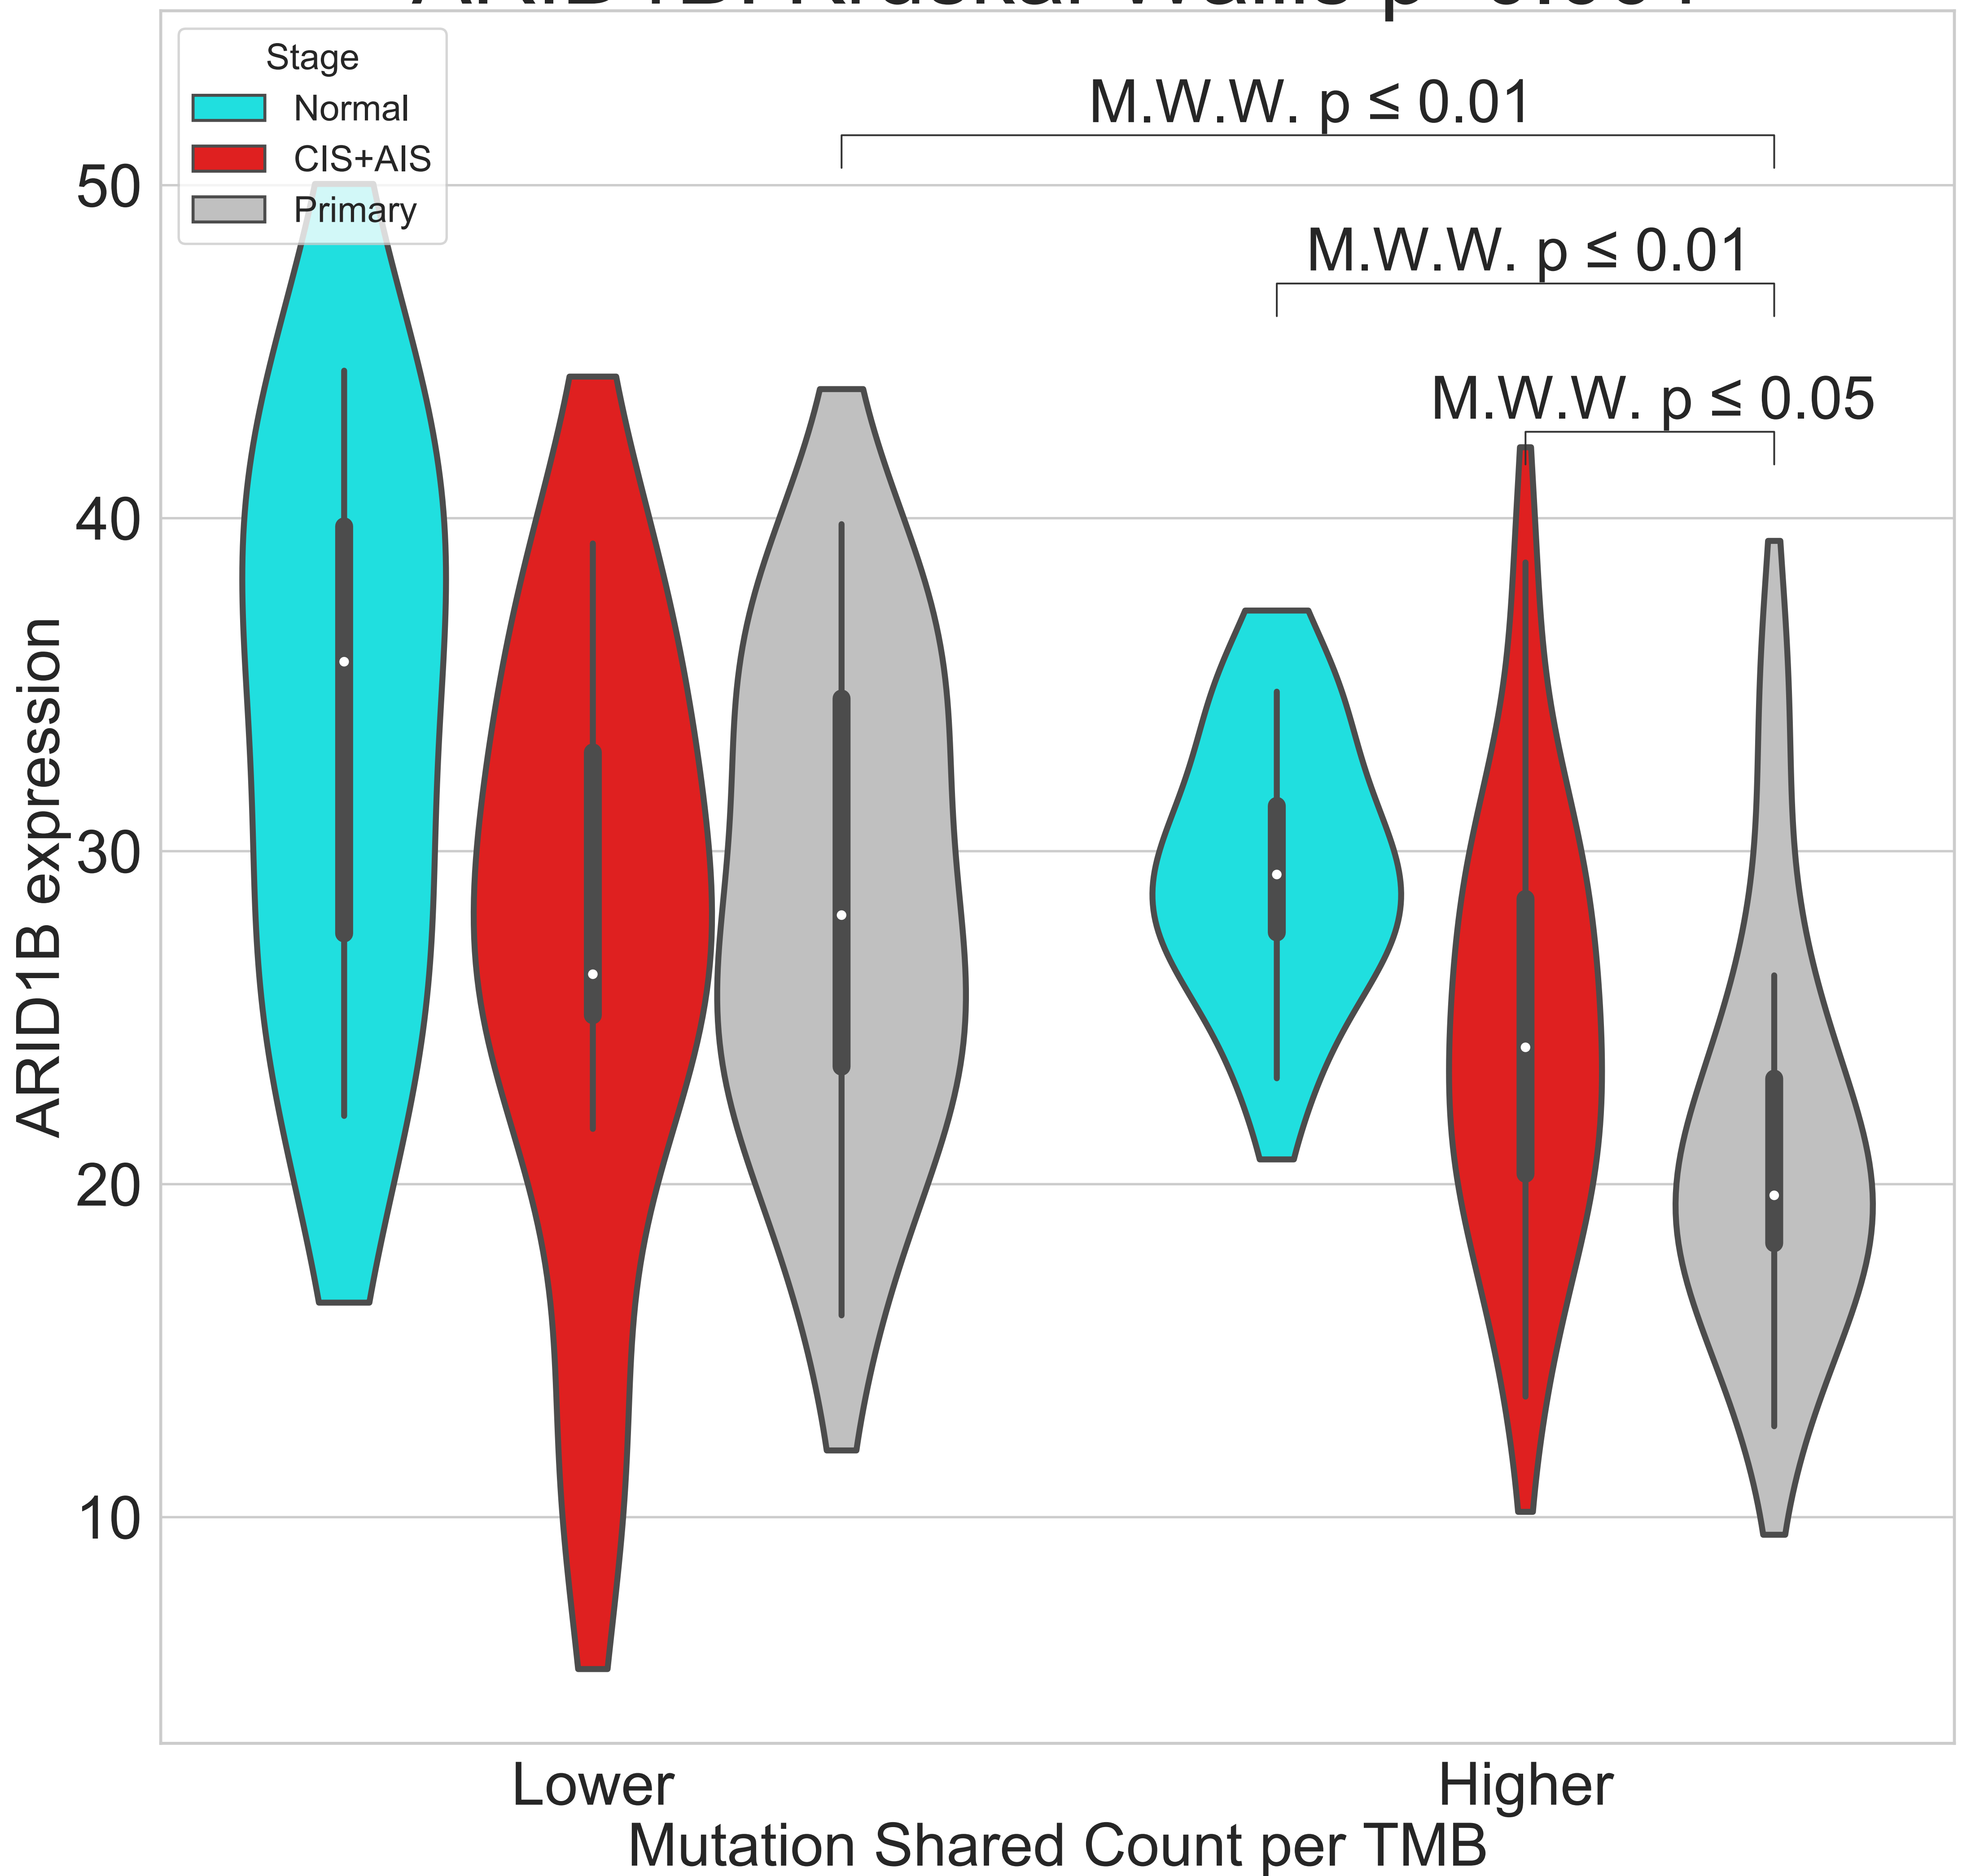 Stage
Normal
CIS+AIS
Primary
M.W.W. p ≤ 0.01
M.W.W. p ≤ 0.01
M.W.W. p ≤ 0.05
50
40
30
20
10
ARID1B expression
Lower
Higher
Mutation Shared Count per TMB